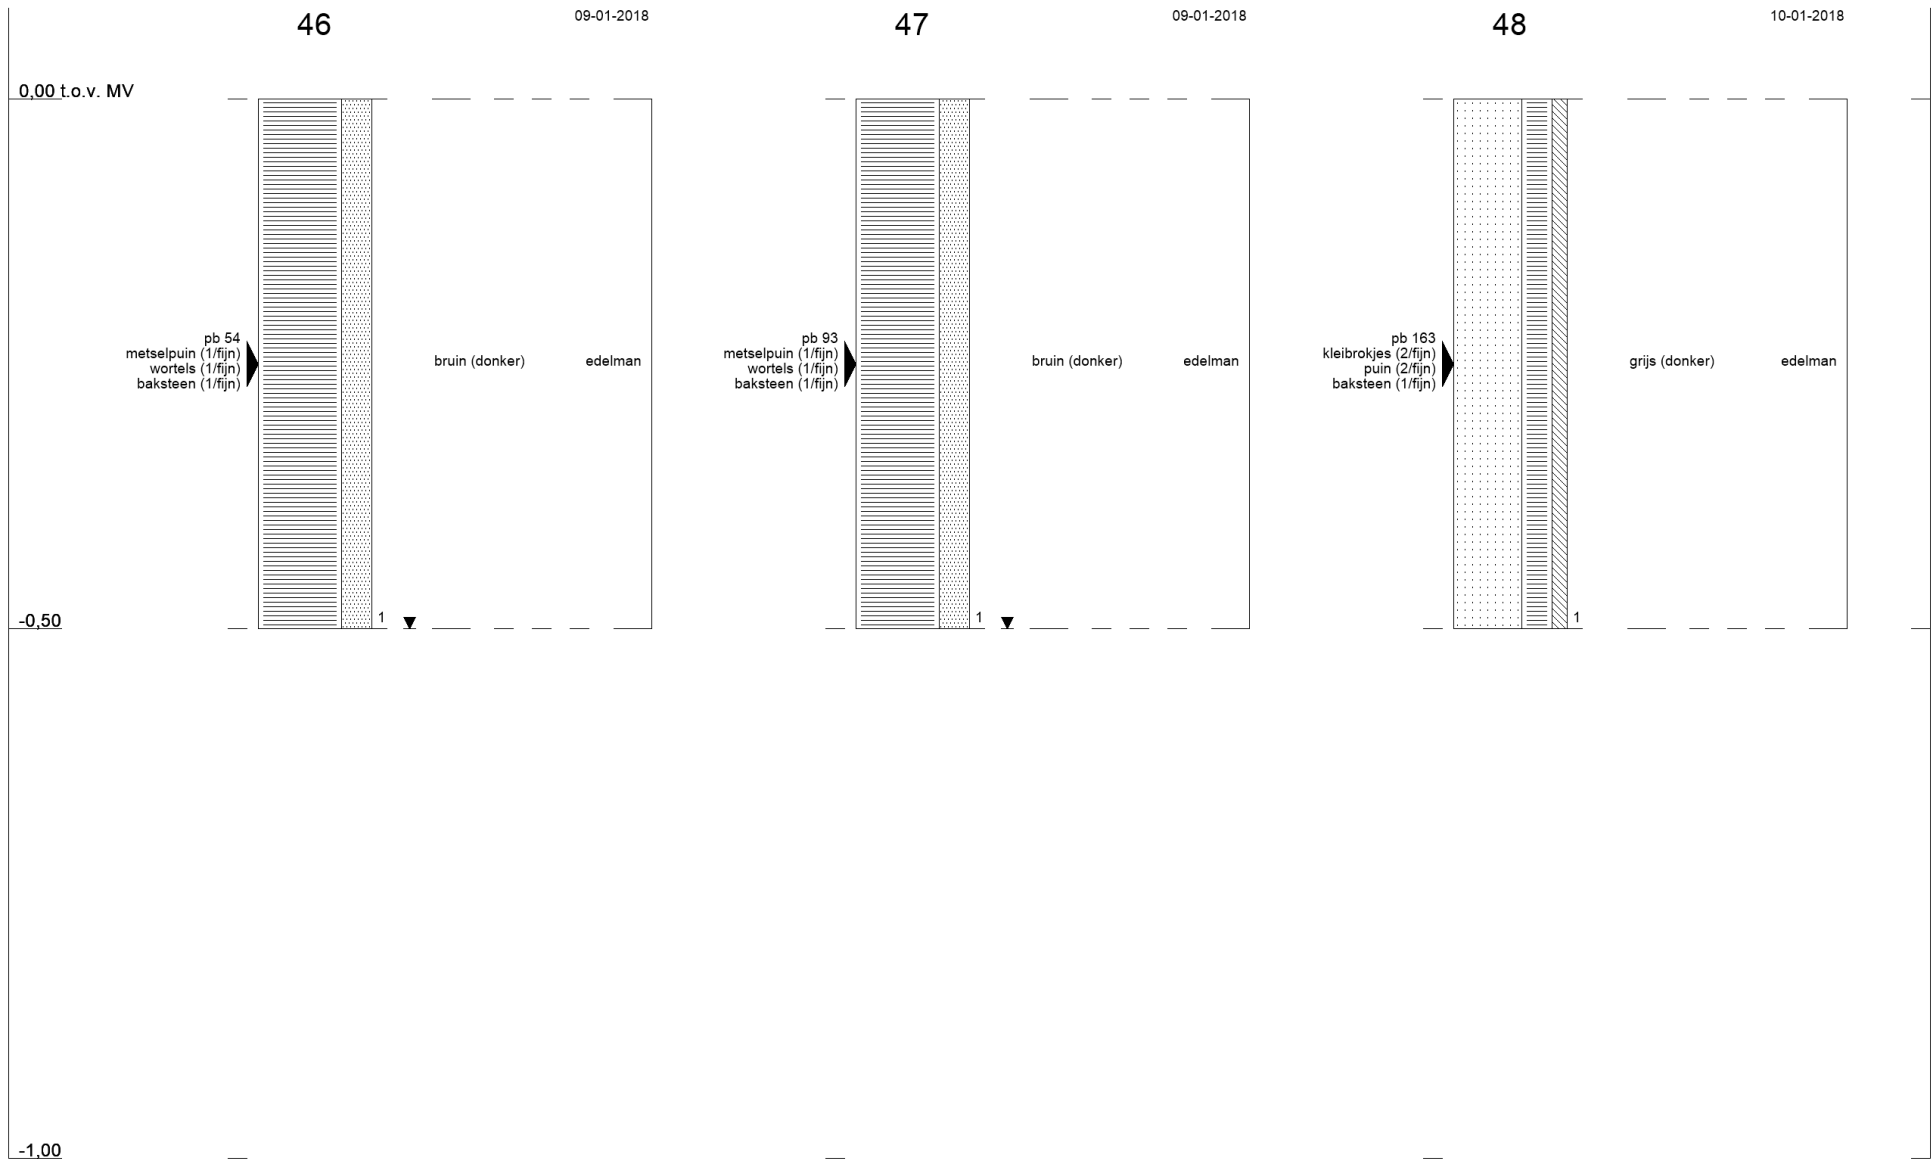 46
09-01-2018
47
09-01-2018
48
10-01-2018
0,00 t.o.v. MV
pb 54
metselpuin (1/fijn)
wortels (1/fijn)
baksteen (1/fijn)
bruin (donker)
edelman
1
pb 93
metselpuin (1/fijn)
wortels (1/fijn)
baksteen (1/fijn)
bruin (donker)
edelman
1
pb 163
kleibrokjes (2/fijn)
puin (2/fijn)
baksteen (1/fijn)
grijs (donker)
edelman
1
-0,50
-1,00